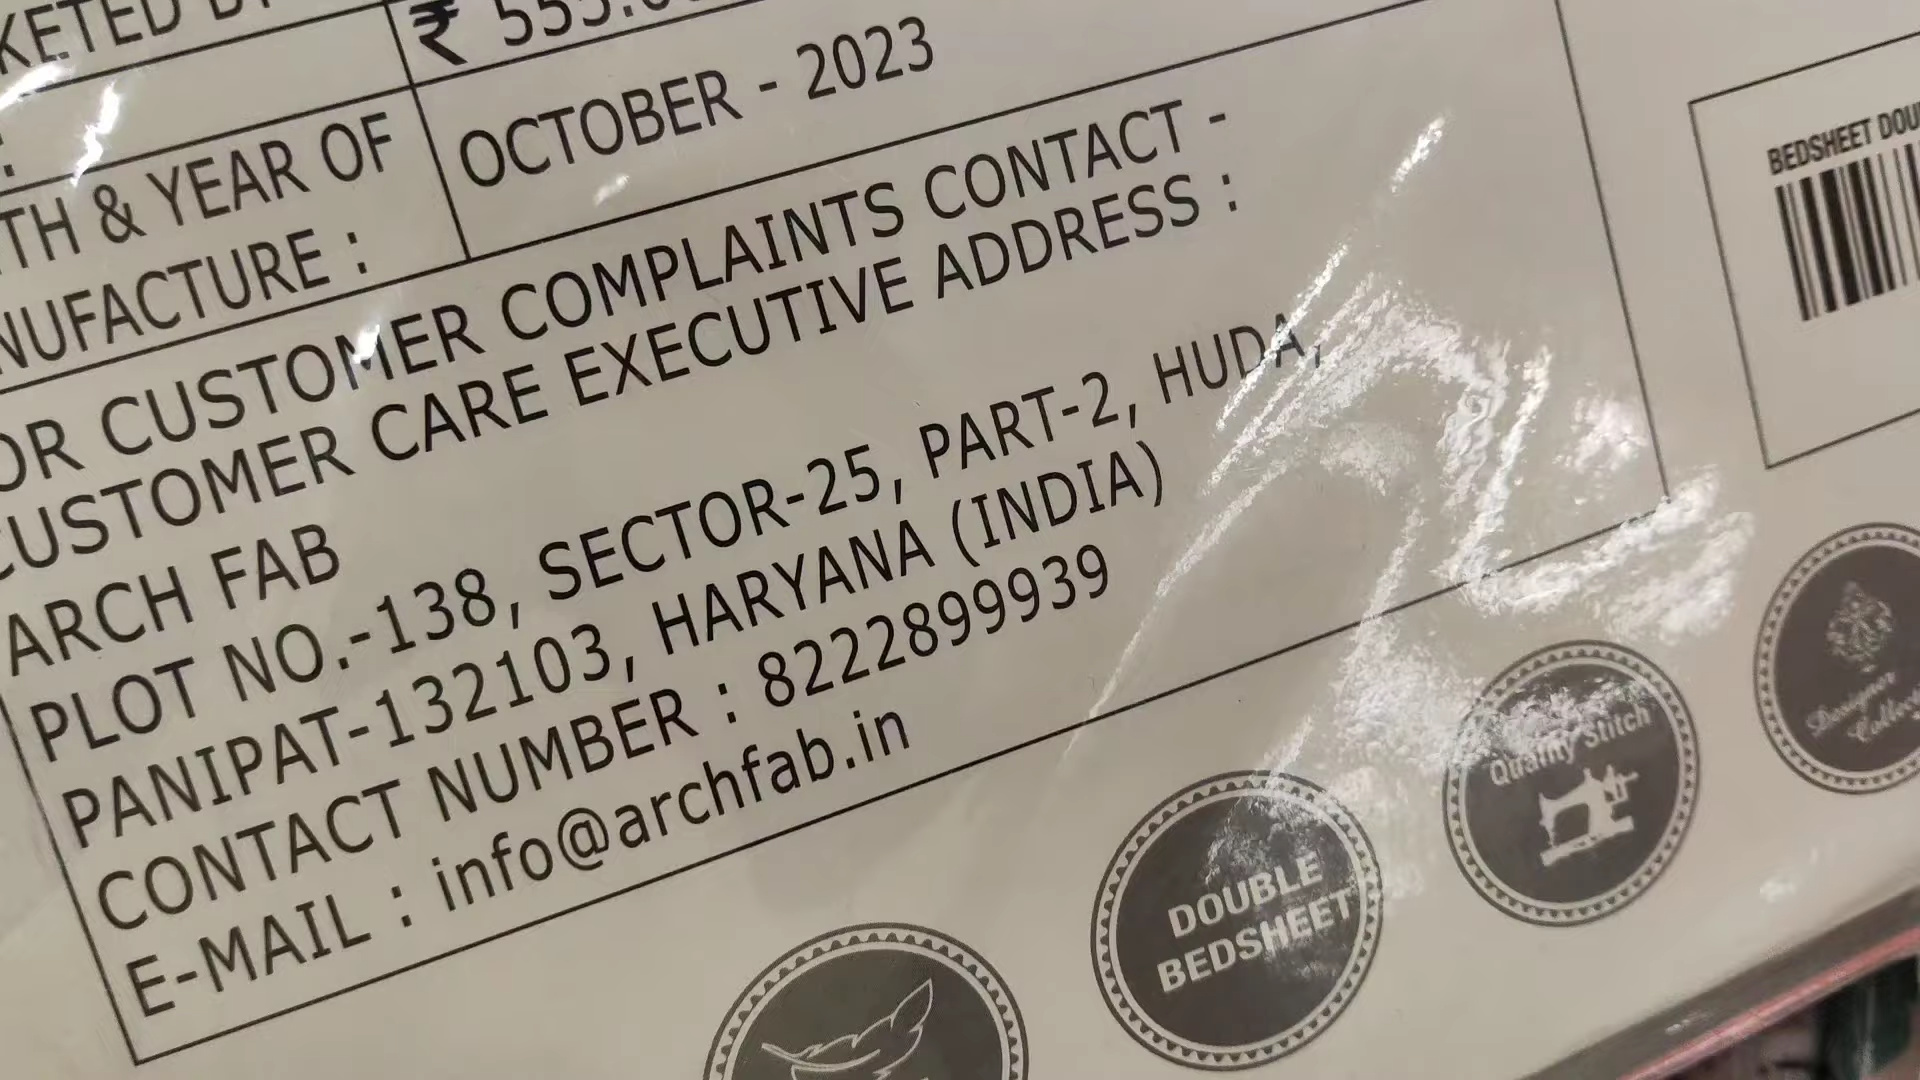 ₹ 555.0
OCTOBER - 2023
TH & YEAR OF
NUFACTURE :
OR CUSTOMER COMPLAINTS CONTACT -
CUSTOMER CARE EXECUTIVE ADDRESS :
ARCH FAB
PLOT NO.-138, SECTOR-25, PART-2, HUDA,
PANIPAT-132103, HARYANA (INDIA)
CONTACT NUMBER : 8222899939
E-MAIL : info@archfab.in
BEDSHEET DOU
DOUBLE
BEDSHEET
Quality Stitch
Designer